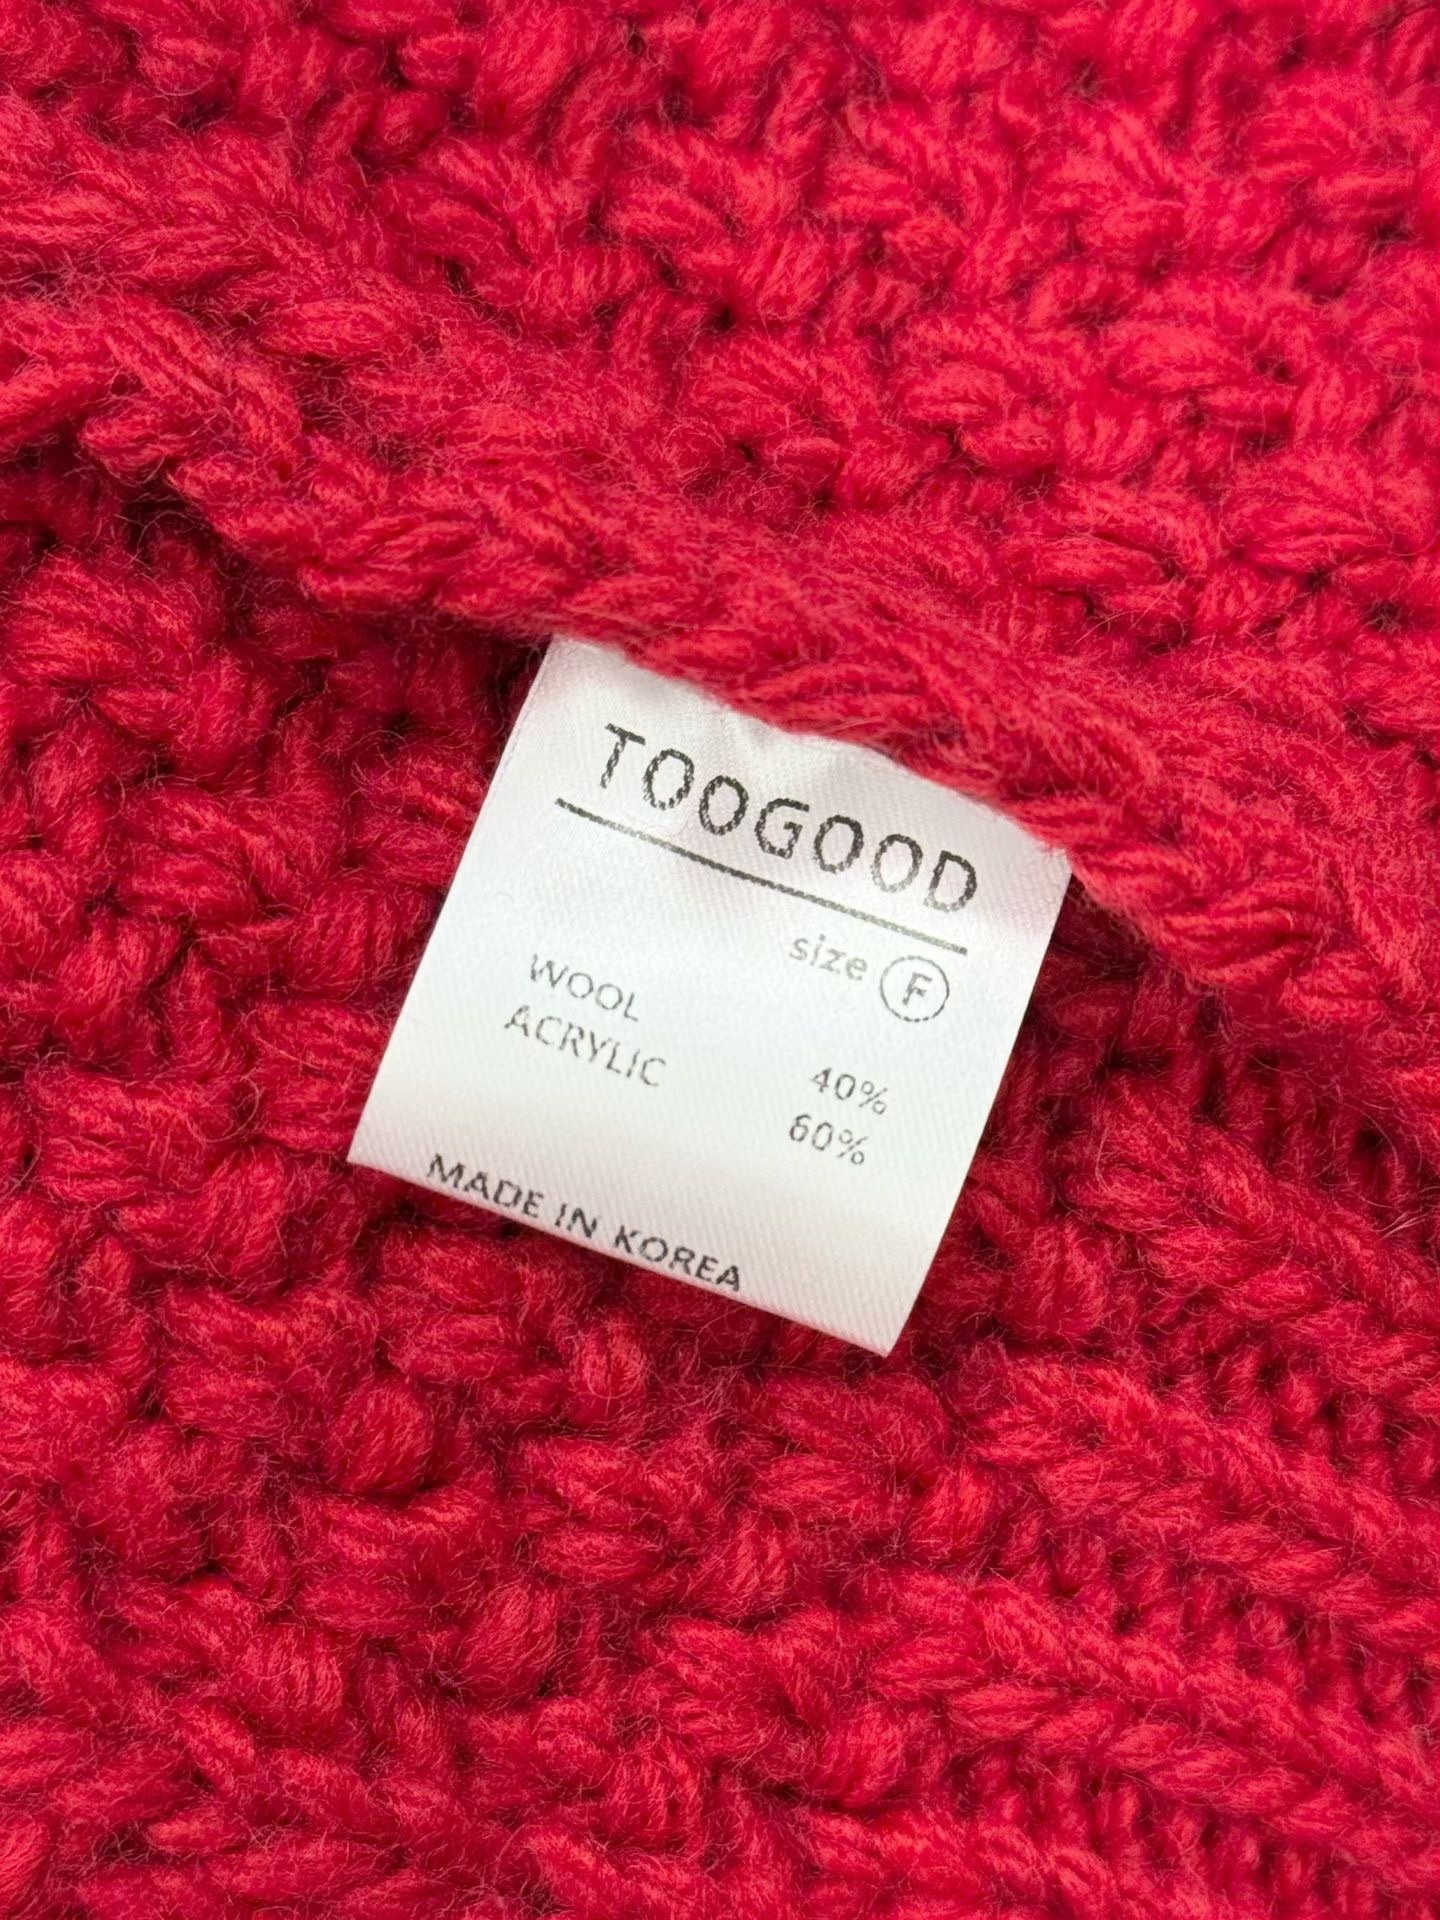 TOOGOOD
size F
WOOL 40%
ACRYLIC 60%
MADE IN KOREA